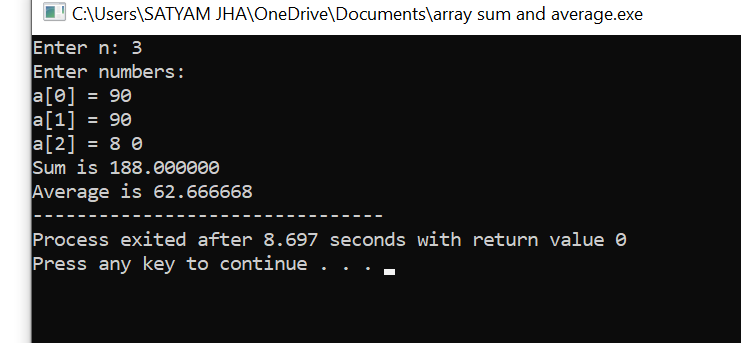 C:\Users\SATYAM JHA\OneDrive\Documents\array sum and average.exe
Enter n: 3
Enter numbers:
a[0] = 90
a[1] = 90
a[2] = 8 0
Sum is 188.000000
Average is 62.666668
--------------------------------
Process exited after 8.697 seconds with return value 0
Press any key to continue . . .